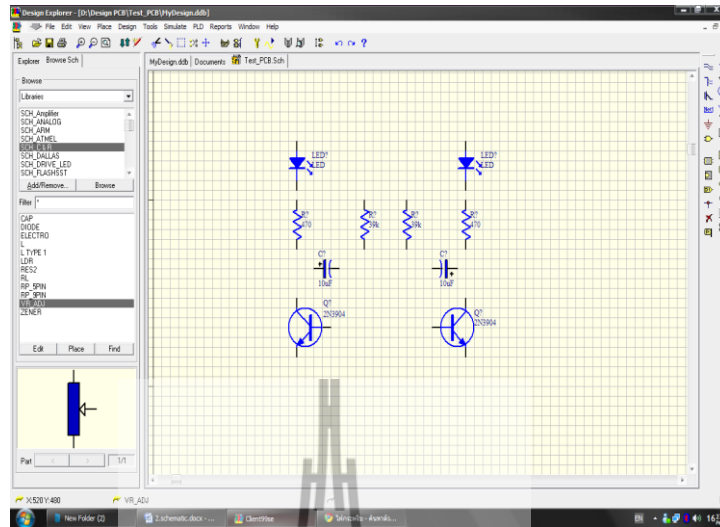 Design Explorer - [D:\Design PCB\Test_PCB\MyDesign.ddb]
File Edit View Place Design Tools Simulate PLD Reports Window Help
Explorer Browse Sch
MyDesign.ddb Documents Test_PCB.Sch
Browse
Libraries
SCH_Amplifier
SCH_ANALOG
SCH_ARM
SCH_ATMEL
SCH_C L R
SCH_DALLAS
SCH_DRIVE_LED
SCH_FLASHSST
Add/Remove... Browse
Filter *
CAP
DIODE
ELECTRO
L
L TYPE 1
LDR
RES2
RL
RP_5PIN
RP_9PIN
VR_ADJ
ZENER
Edit Place Find
Part < > 1/1
LED? LED?
LED LED
R? R? R? R?
470 39k 39k 470
C? C?
10uF 10uF
Q? Q?
2N3904 2N3904
X:520 Y:480 VR_ADJ
New Folder (2) 2.schematic.docx - ... Client99se
EN